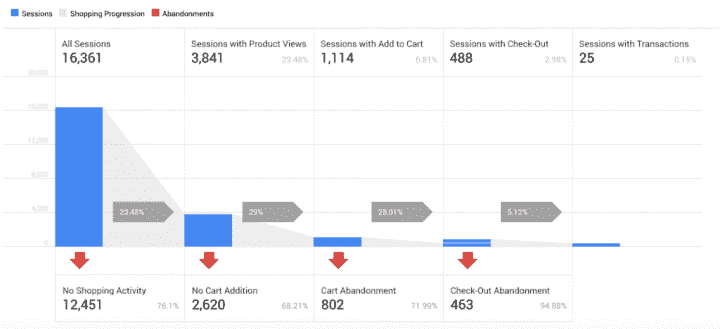 Sessions Shopping Progression Abandonments
All Sessions
16,361
Sessions with Product Views
3,841 23.48%
Sessions with Add to Cart
1,114 6.81%
Sessions with Check-Out
488 2.98%
Sessions with Transactions
25 0.15%
20,000
16,000
12,000
8,000
4,000
0
23.48%
29%
28.01%
5.12%
No Shopping Activity
12,451 76.1%
No Cart Addition
2,620 68.21%
Cart Abandonment
802 71.99%
Check-Out Abandonment
463 94.88%